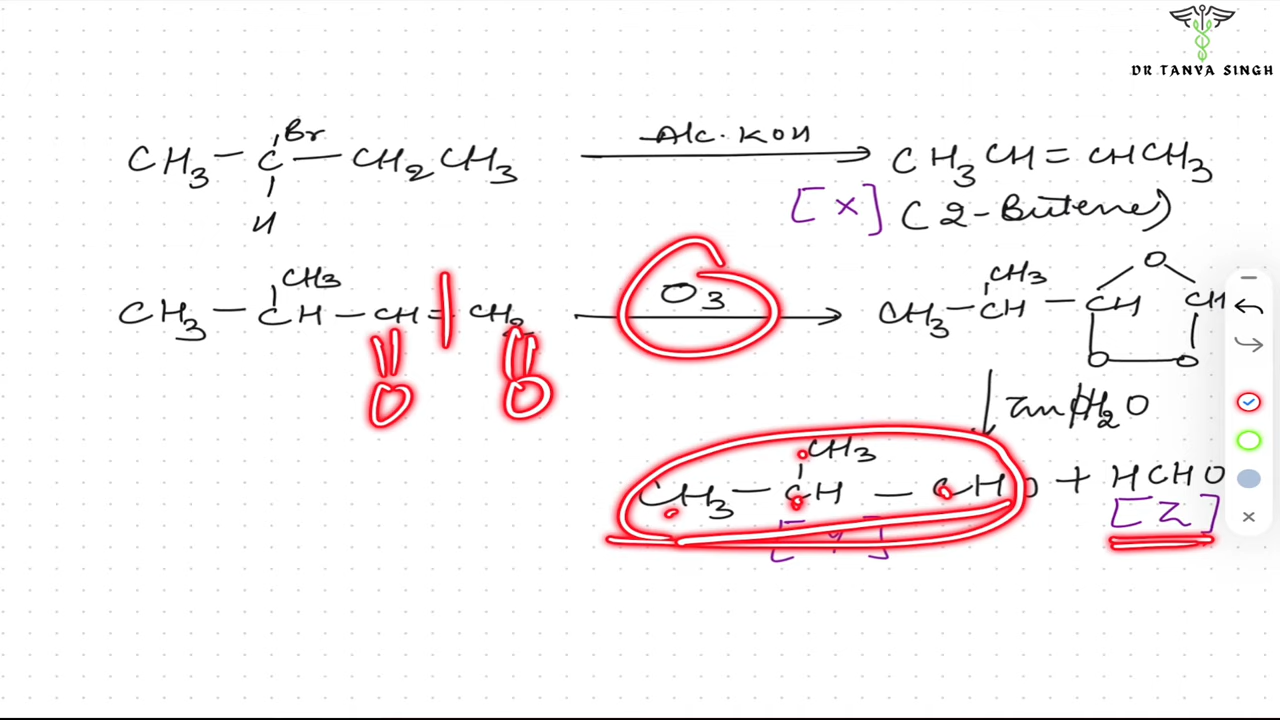 DR TANYA SINGH
Br
CH3 - C - CH2CH3 Alc. KOH CH3CH = CHCH3
H
[X] (2-Butene)
CH3 CH3
CH3 - CH - CH = CH2 O3 CH3 - CH - CH O CH
O O O O
Zn/H2O
CH3
CH3 - CH - CHO + HCHO
[Y] [Z]